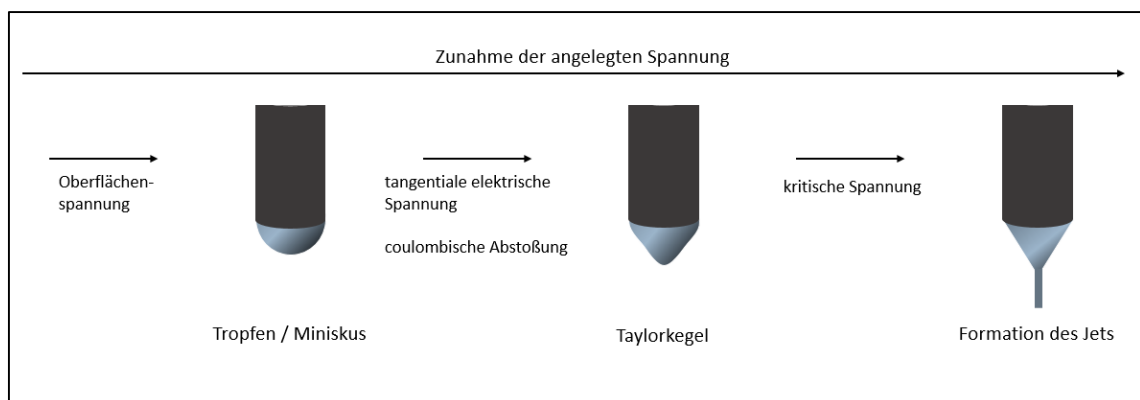 Zunahme der angelegten Spannung
Oberflächen-
spannung
tangentiale elektrische
Spannung
coulombische Abstoßung
kritische Spannung
Tropfen / Miniskus
Taylorkegel
Formation des Jets